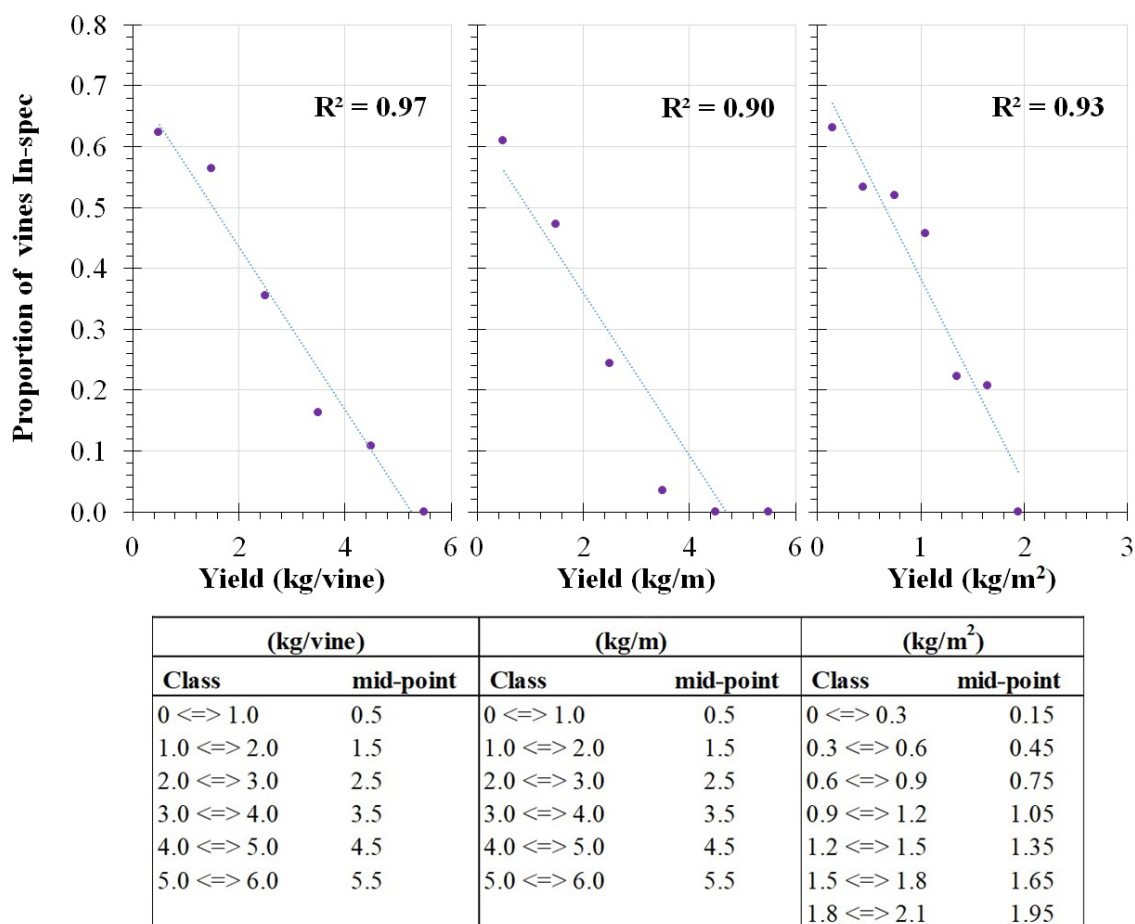 Proportion of vines In-spec
0.8
0.7
0.6
0.5
0.4
0.3
0.2
0.1
0.0
R² = 0.97
R² = 0.90
R² = 0.93
0 2 4 6 0 2 4 6 0 1 2 3
Yield (kg/vine) Yield (kg/m) Yield (kg/m²)
(kg/vine) (kg/m) (kg/m²)
Class mid-point Class mid-point Class mid-point
0 <=> 1.0 0.5 0 <=> 1.0 0.5 0 <=> 0.3 0.15
1.0 <=> 2.0 1.5 1.0 <=> 2.0 1.5 0.3 <=> 0.6 0.45
2.0 <=> 3.0 2.5 2.0 <=> 3.0 2.5 0.6 <=> 0.9 0.75
3.0 <=> 4.0 3.5 3.0 <=> 4.0 3.5 0.9 <=> 1.2 1.05
4.0 <=> 5.0 4.5 4.0 <=> 5.0 4.5 1.2 <=> 1.5 1.35
5.0 <=> 6.0 5.5 5.0 <=> 6.0 5.5 1.5 <=> 1.8 1.65
1.8 <=> 2.1 1.95